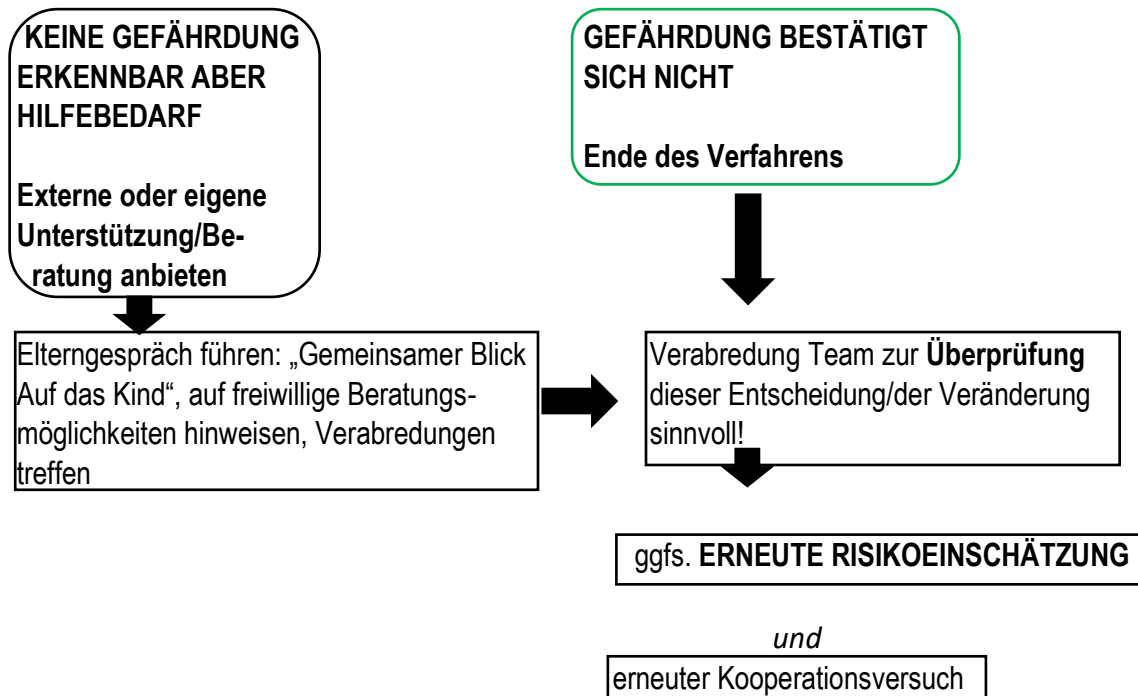 KEINE GEFÄHRDUNG
ERKENNBAR ABER
HILFEBEDARF
Externe oder eigene
Unterstützung/Be-
ratung anbieten
GEFÄHRDUNG BESTÄTIGT
SICH NICHT
Ende des Verfahrens
Elterngespräch führen: „Gemeinsamer Blick
Auf das Kind“, auf freiwillige Beratungs-
möglichkeiten hinweisen, Verabredungen
treffen
Verabredung Team zur Überprüfung
dieser Entscheidung/der Veränderung
sinnvoll!
ggfs. ERNEUTE RISIKOEINSCHÄTZUNG
und
erneuter Kooperationsversuch